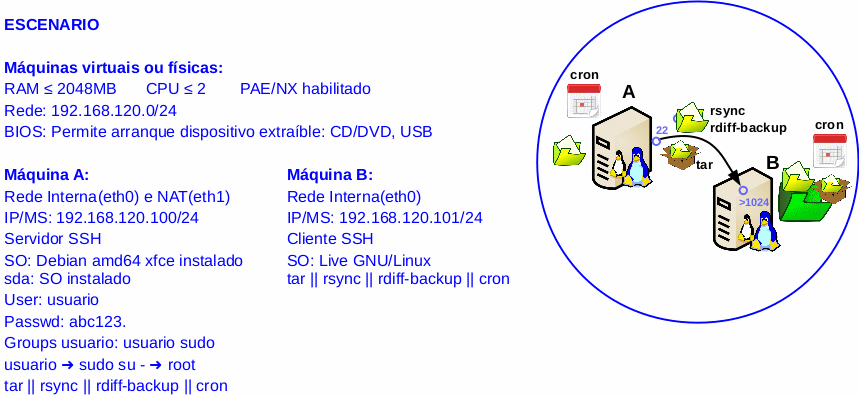 ESCENARIO
Máquinas virtuais ou físicas:
RAM ≤ 2048MB CPU ≤ 2 PAE/NX habilitado
Rede: 192.168.120.0/24
BIOS: Permite arranque dispositivo extraíble: CD/DVD, USB
Máquina A:
Rede Interna(eth0) e NAT(eth1)
IP/MS: 192.168.120.100/24
Servidor SSH
SO: Debian amd64 xfce instalado
sda: SO instalado
User: usuario
Passwd: abc123.
Groups usuario: usuario sudo
usuario ➜ sudo su - ➜ root
tar || rsync || rdiff-backup || cron
Máquina B:
Rede Interna(eth0)
IP/MS: 192.168.120.101/24
Cliente SSH
SO: Live GNU/Linux
tar || rsync || rdiff-backup || cron
cron
A
22
rsync
rdiff-backup
tar
cron
B
>1024